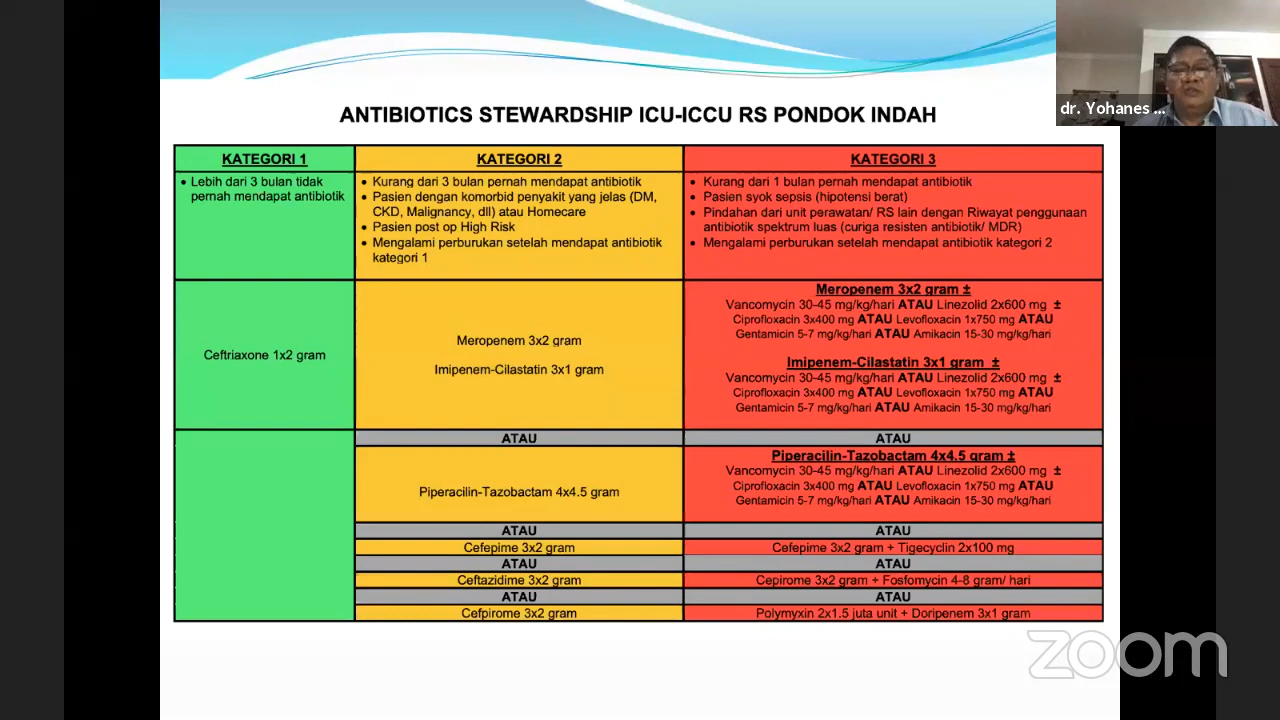 dr. Yohanes ...
ANTIBIOTICS STEWARDSHIP ICU-ICCU RS PONDOK INDAH
KATEGORI 1
• Lebih dari 3 bulan tidak
pernah mendapat antibiotik
KATEGORI 2
• Kurang dari 3 bulan pernah mendapat antibiotik
• Pasien dengan komorbid penyakit yang jelas (DM,
CKD, Malignancy, dll) atau Homecare
• Pasien post op High Risk
• Mengalami perburukan setelah mendapat antibiotik
kategori 1
KATEGORI 3
• Kurang dari 1 bulan pernah mendapat antibiotik
• Pasien syok sepsis (hipotensi berat)
• Pindahan dari unit perawatan/ RS lain dengan Riwayat penggunaan
antibiotik spektrum luas (curiga resisten antibiotik/ MDR)
• Mengalami perburukan setelah mendapat antibiotik kategori 2
Ceftriaxone 1x2 gram
Meropenem 3x2 gram
Imipenem-Cilastatin 3x1 gram
Meropenem 3x2 gram ±
Vancomycin 30-45 mg/kg/hari ATAU Linezolid 2x600 mg ±
Ciprofloxacin 3x400 mg ATAU Levofloxacin 1x750 mg ATAU
Gentamicin 5-7 mg/kg/hari ATAU Amikacin 15-30 mg/kg/hari
Imipenem-Cilastatin 3x1 gram ±
Vancomycin 30-45 mg/kg/hari ATAU Linezolid 2x600 mg ±
Ciprofloxacin 3x400 mg ATAU Levofloxacin 1x750 mg ATAU
Gentamicin 5-7 mg/kg/hari ATAU Amikacin 15-30 mg/kg/hari
ATAU
ATAU
Piperacilin-Tazobactam 4x4.5 gram
Piperacilin-Tazobactam 4x4.5 gram ±
Vancomycin 30-45 mg/kg/hari ATAU Linezolid 2x600 mg ±
Ciprofloxacin 3x400 mg ATAU Levofloxacin 1x750 mg ATAU
Gentamicin 5-7 mg/kg/hari ATAU Amikacin 15-30 mg/kg/hari
ATAU
ATAU
Cefepime 3x2 gram
Cefepime 3x2 gram + Tigecyclin 2x100 mg
ATAU
ATAU
Ceftazidime 3x2 gram
Cepirome 3x2 gram + Fosfomycin 4-8 gram/ hari
ATAU
ATAU
Cefpirome 3x2 gram
Polymyxin 2x1.5 juta unit + Doripenem 3x1 gram
zoom